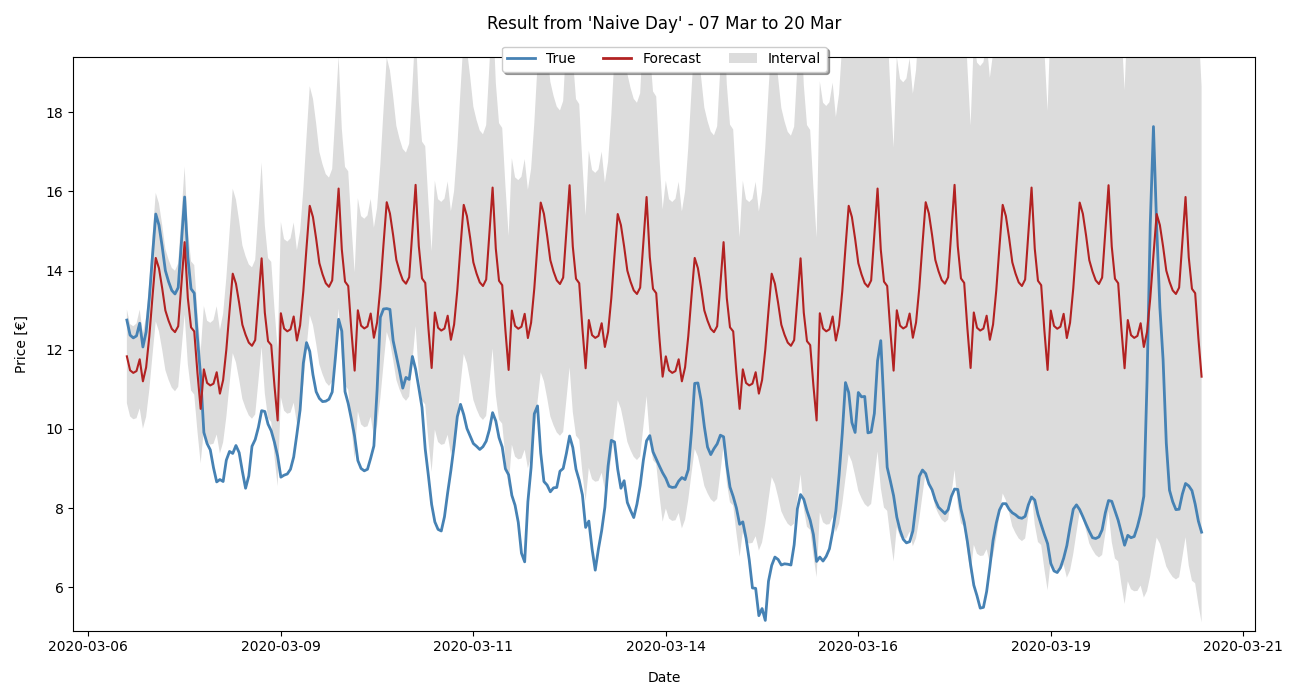 Result from 'Naive Day' - 07 Mar to 20 Mar
True
Forecast
Interval
Price [€]
18
16
14
12
10
8
6
2020-03-06
2020-03-09
2020-03-11
2020-03-14
2020-03-16
2020-03-19
2020-03-21
Date